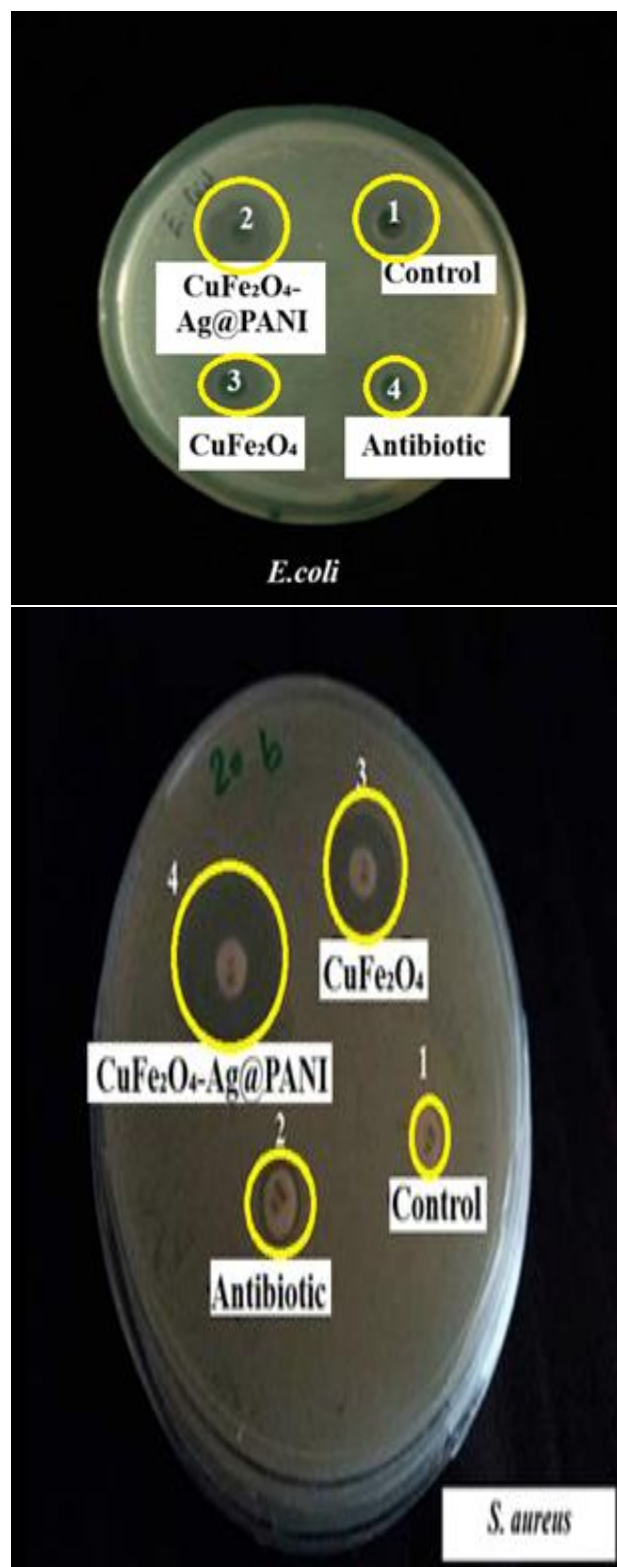 2
1
Control
CuFe₂O₄-
Ag@PANI
3
4
CuFe₂O₄
Antibiotic
E.coli
20 b
3
4
CuFe₂O₄
CuFe₂O₄-Ag@PANI
1
2
Control
Antibiotic
S. aureus